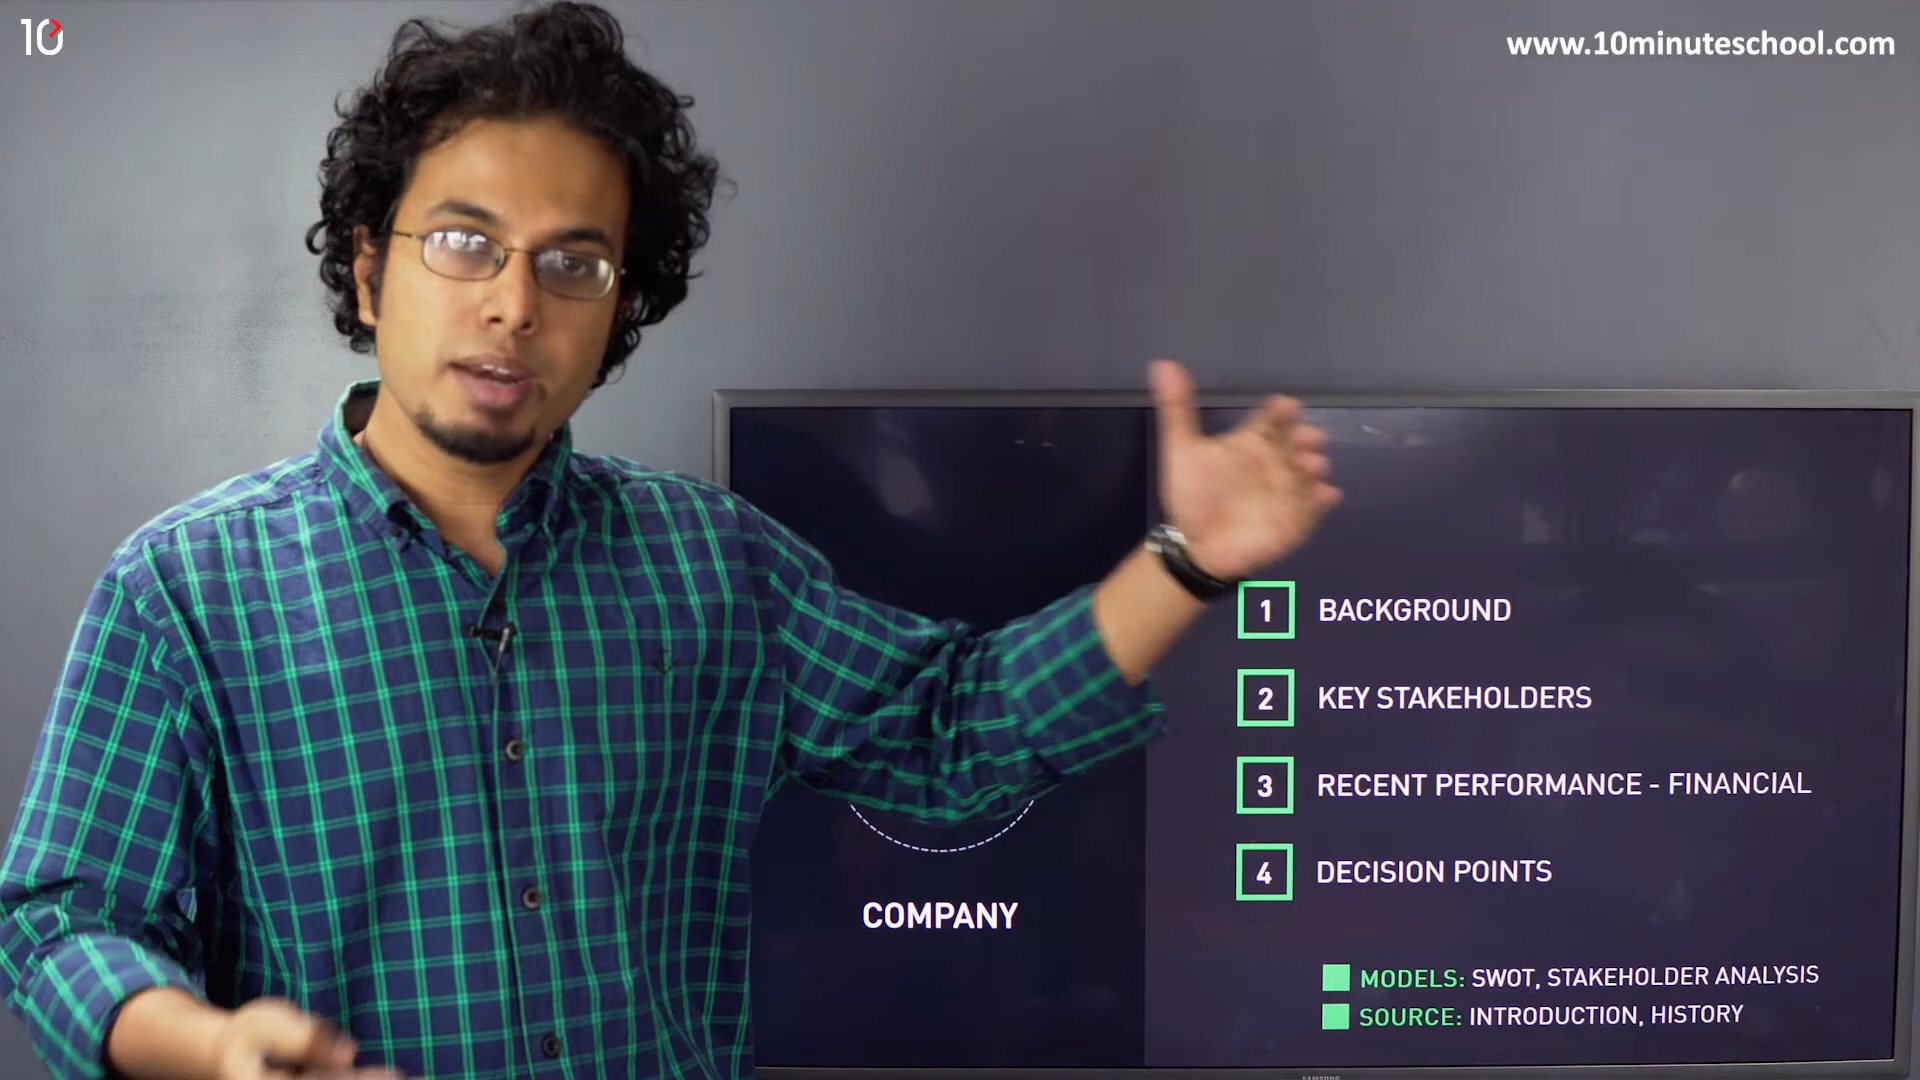 10
www.10minuteschool.com
1 BACKGROUND
2 KEY STAKEHOLDERS
3 RECENT PERFORMANCE - FINANCIAL
4 DECISION POINTS
COMPANY
MODELS: SWOT, STAKEHOLDER ANALYSIS
SOURCE: INTRODUCTION, HISTORY
SAMSUNG